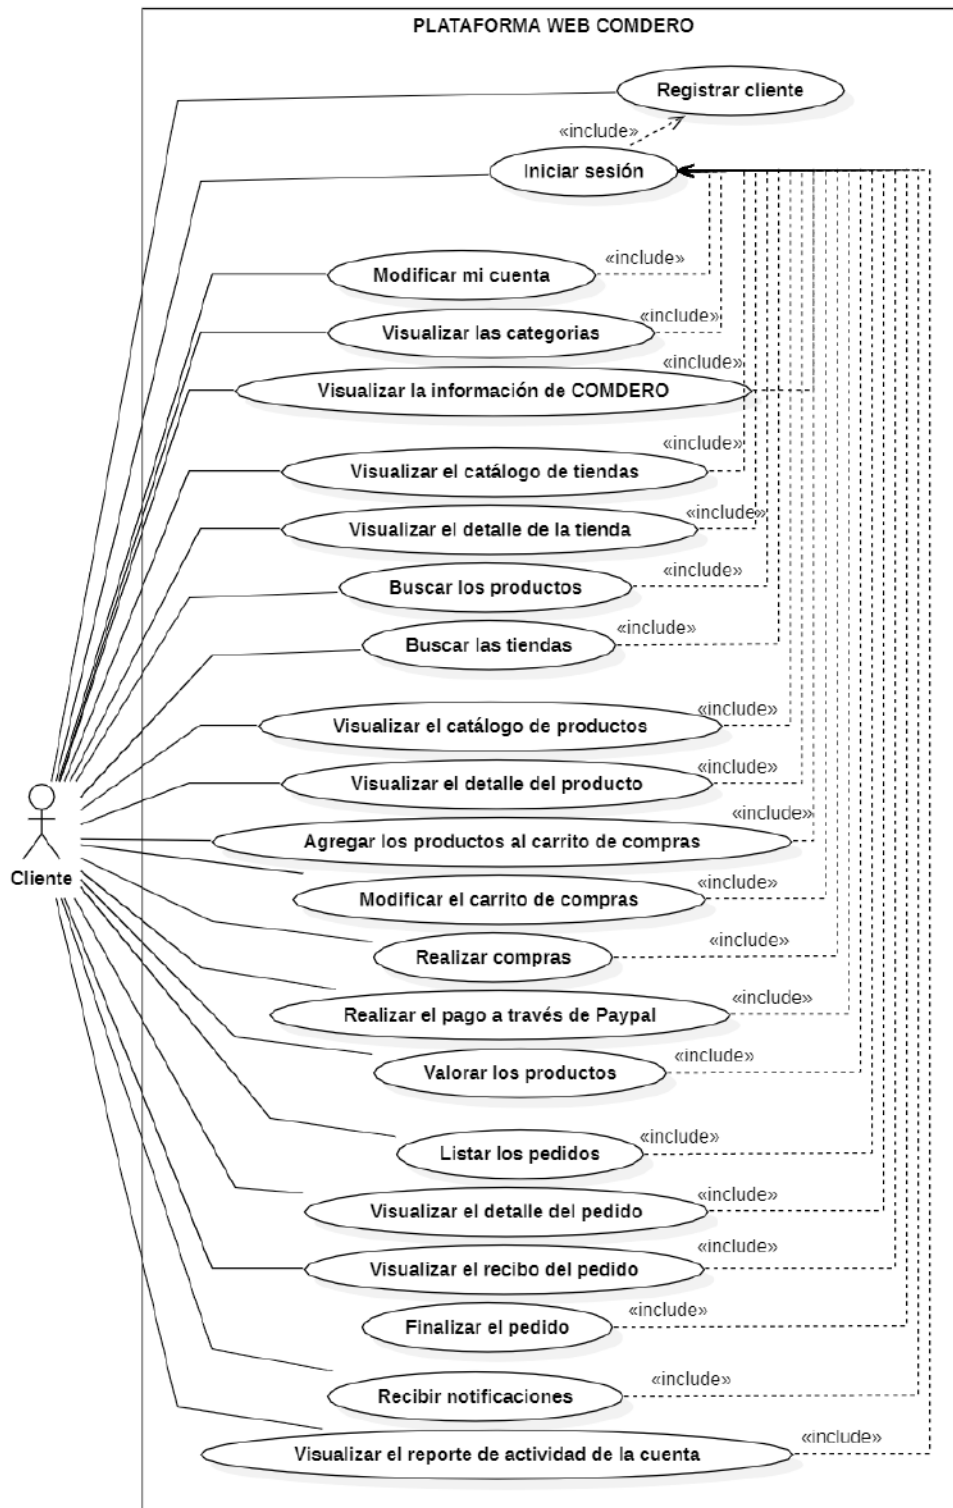 PLATAFORMA WEB COMDERO
Registrar cliente
«include»
Iniciar sesión
«include»
Modificar mi cuenta
«include»
Visualizar las categorias
«include»
Visualizar la información de COMDERO
«include»
Visualizar el catálogo de tiendas
«include»
Visualizar el detalle de la tienda
«include»
Buscar los productos
«include»
Buscar las tiendas
«include»
Visualizar el catálogo de productos
«include»
Visualizar el detalle del producto
«include»
Agregar los productos al carrito de compras
Cliente
Modificar el carrito de compras
«include»
Realizar compras
«include»
Realizar el pago a través de Paypal
«include»
Valorar los productos
«include»
Listar los pedidos
«include»
Visualizar el detalle del pedido
«include»
Visualizar el recibo del pedido
«include»
Finalizar el pedido
«include»
Recibir notificaciones
«include»
Visualizar el reporte de actividad de la cuenta